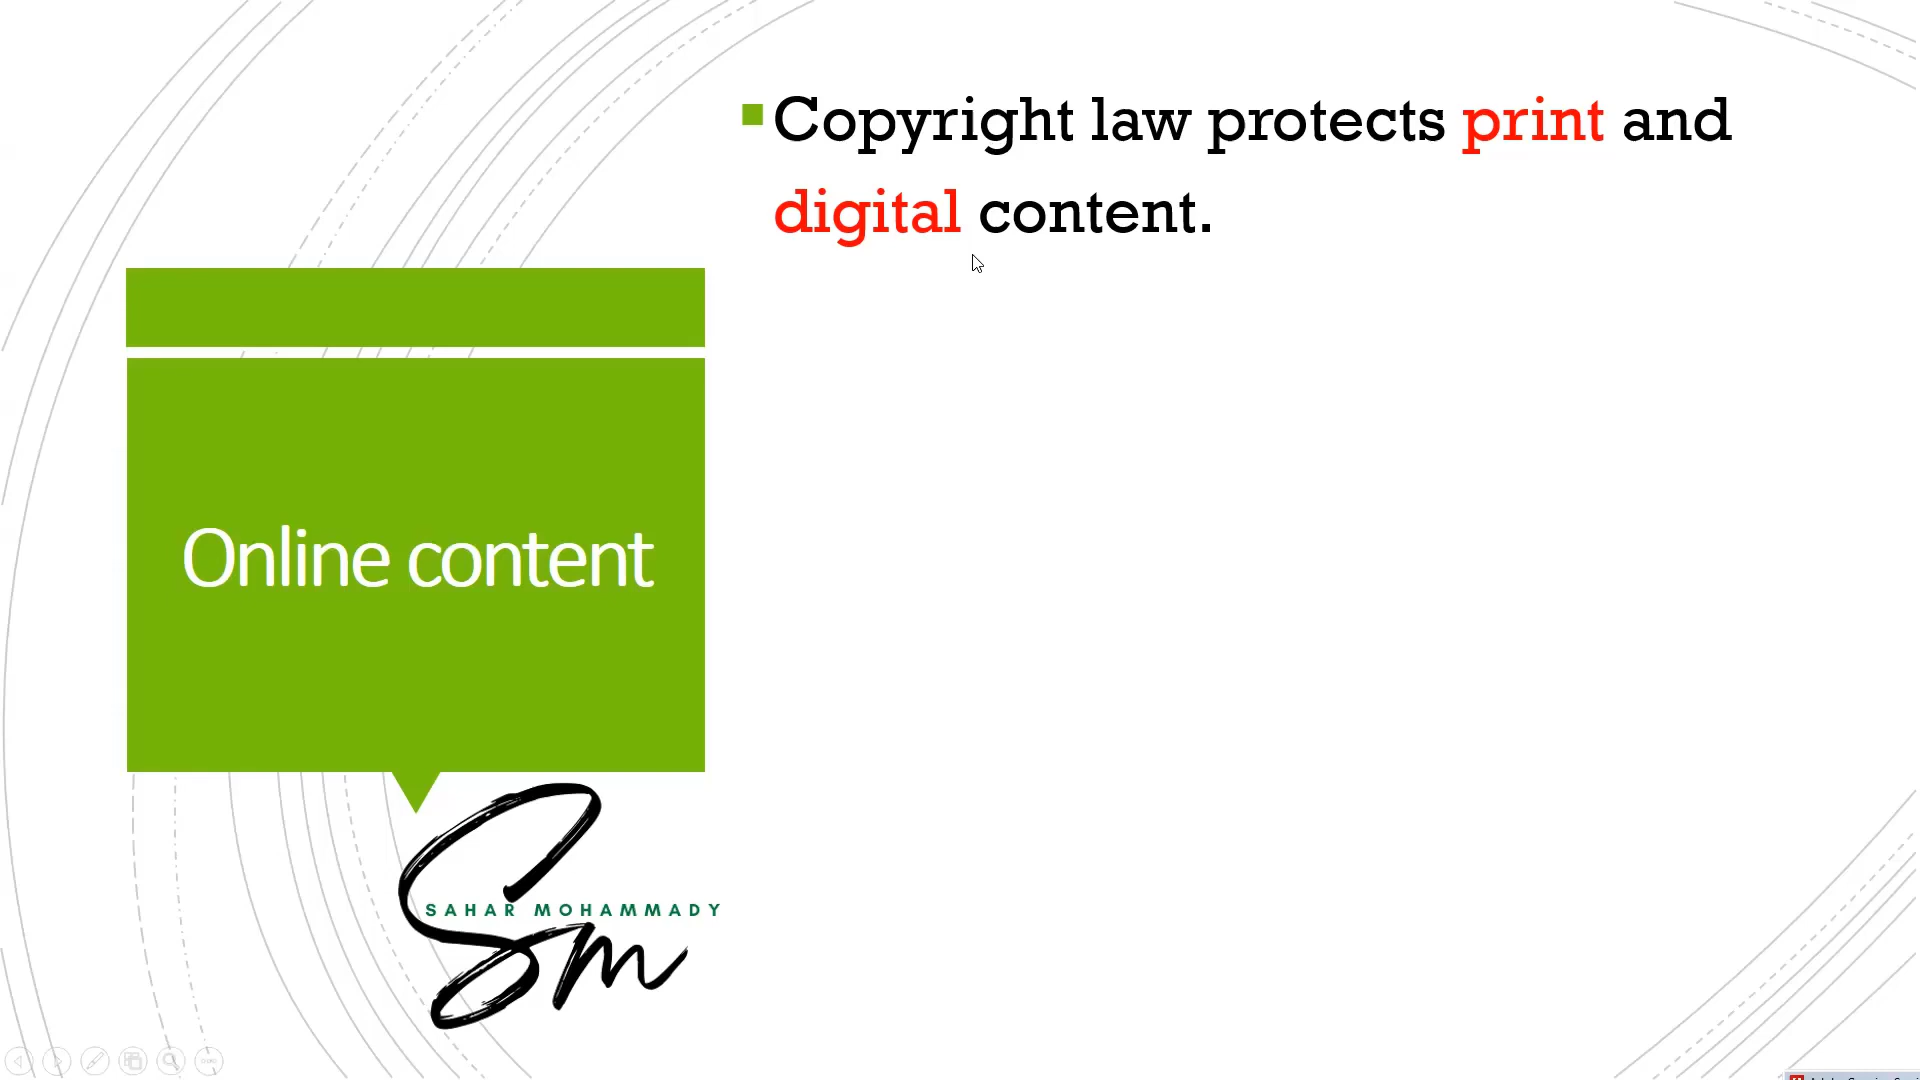 Copyright law protects print and
digital content.
Online content
SAHAR MOHAMMADY
Sm